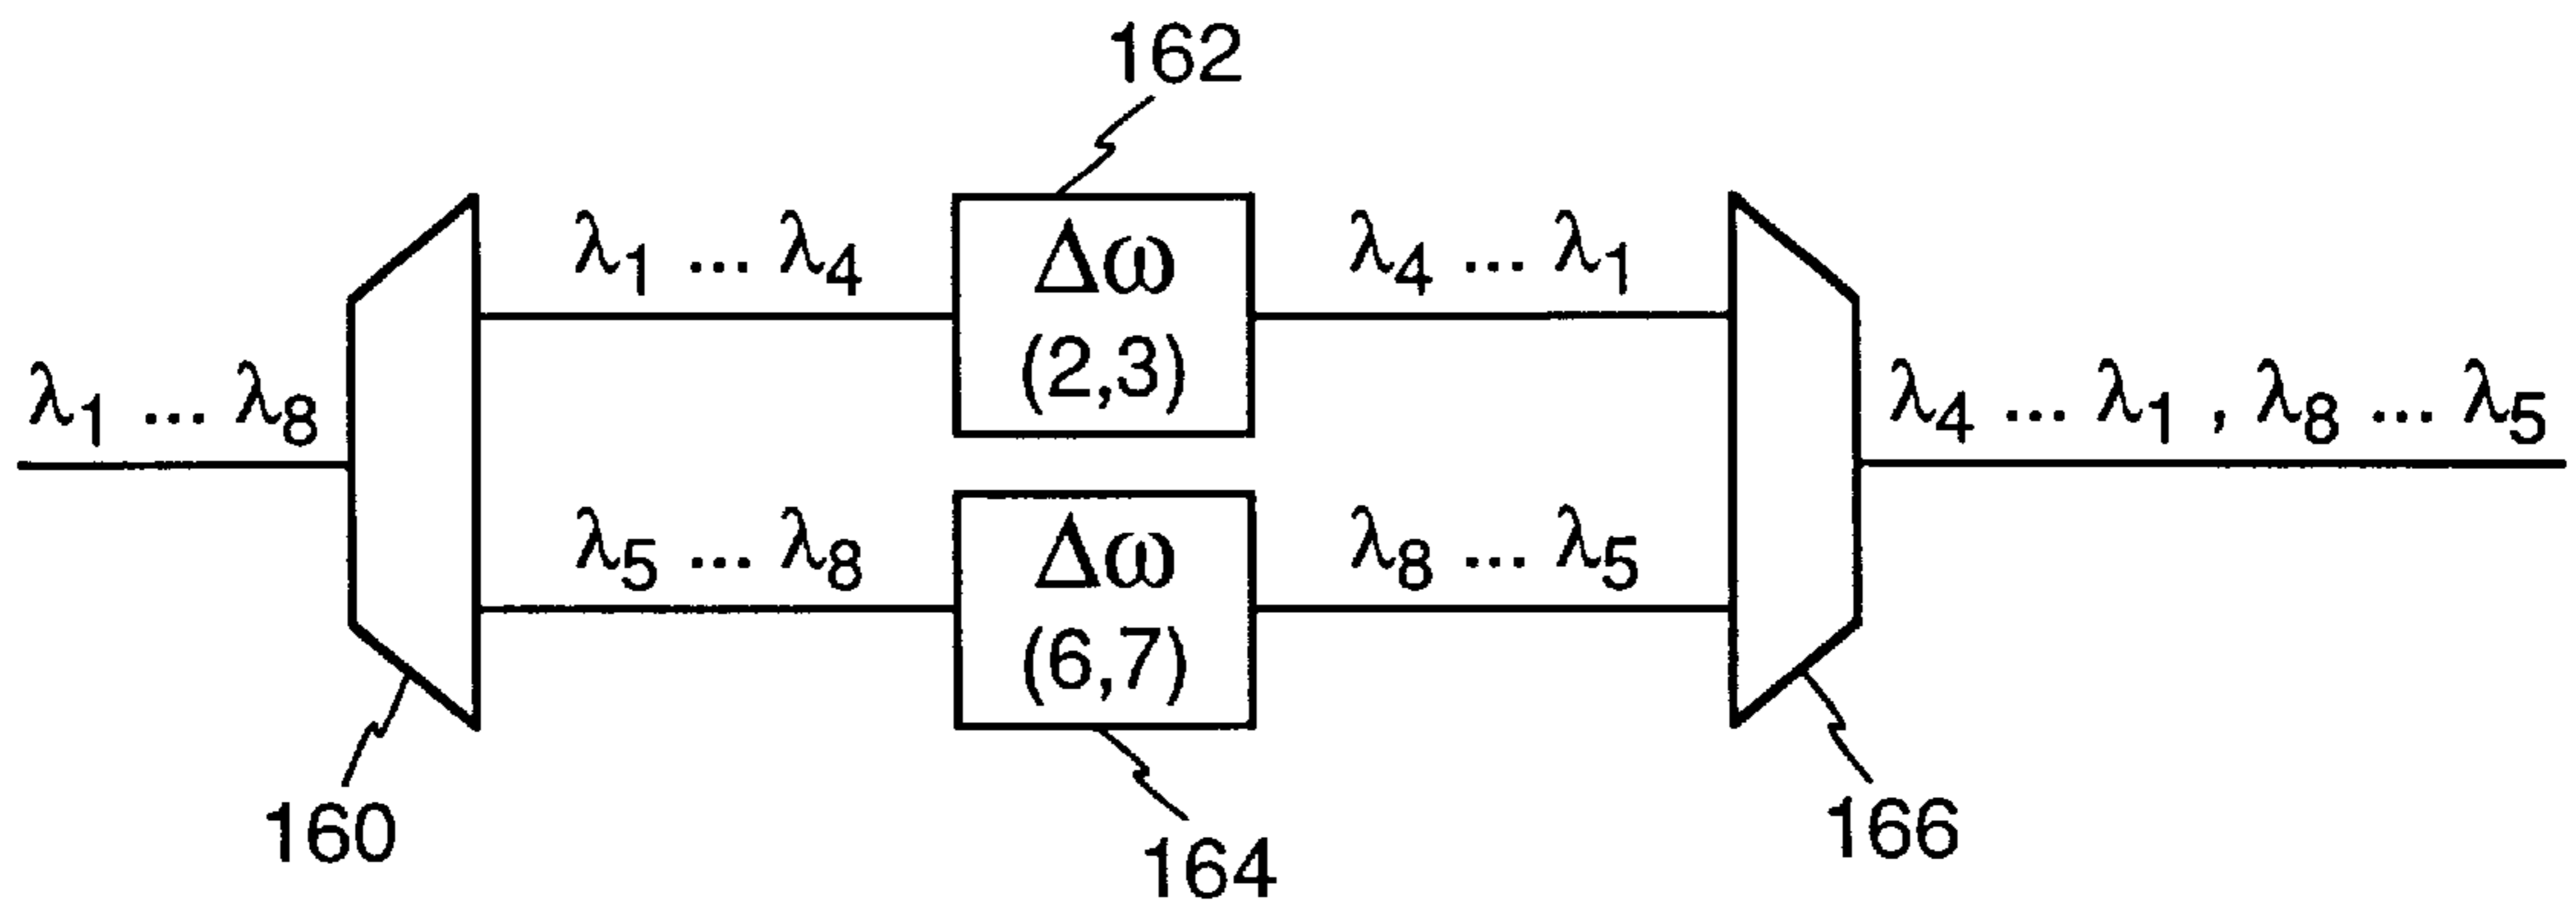 162
λ₁ ... λ₄
Δω
(2,3)
λ₄ ... λ₁
λ₁ ... λ₈
λ₄ ... λ₁ , λ₈ ... λ₅
λ₅ ... λ₈
Δω
(6,7)
λ₈ ... λ₅
160
164
166